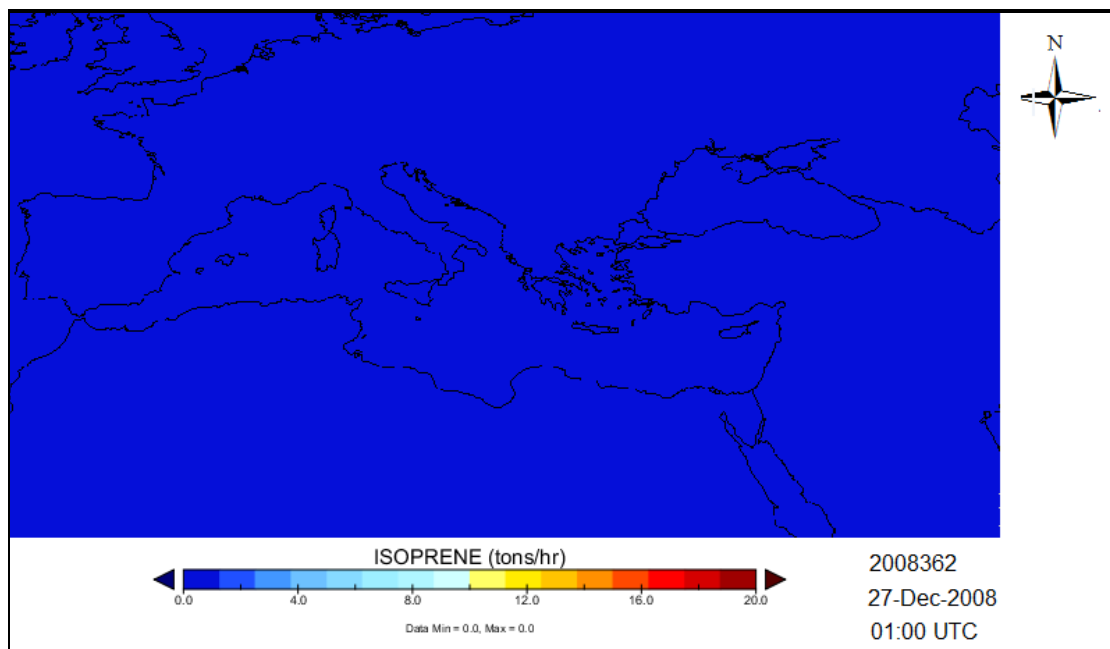 N
ISOPRENE (tons/hr)
0.0 4.0 8.0 12.0 16.0 20.0
Data Min = 0.0, Max = 0.0
2008362
27-Dec-2008
01:00 UTC